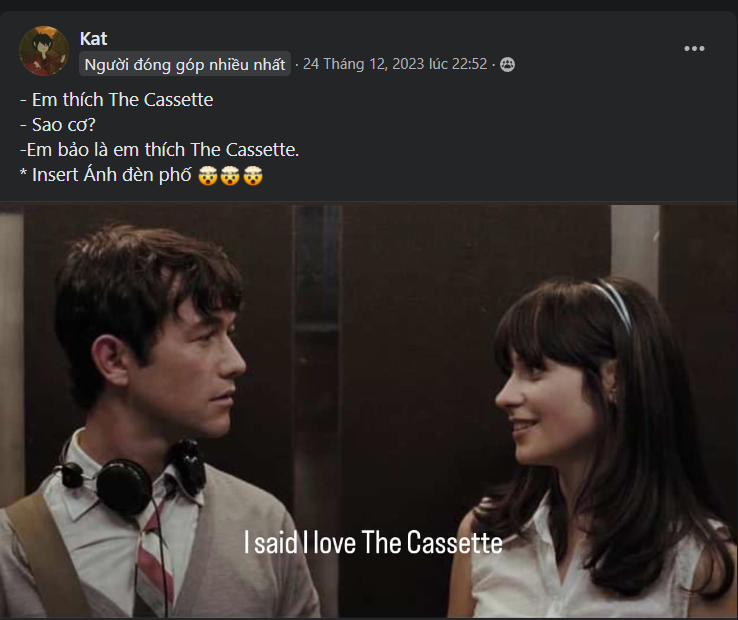 Kat
Người đóng góp nhiều nhất · 24 Tháng 12, 2023 lúc 22:52 ·
- Em thích The Cassette
- Sao cơ?
-Em bảo là em thích The Cassette.
* Insert Ánh đèn phố 🤯🤯🤯
I said I love The Cassette